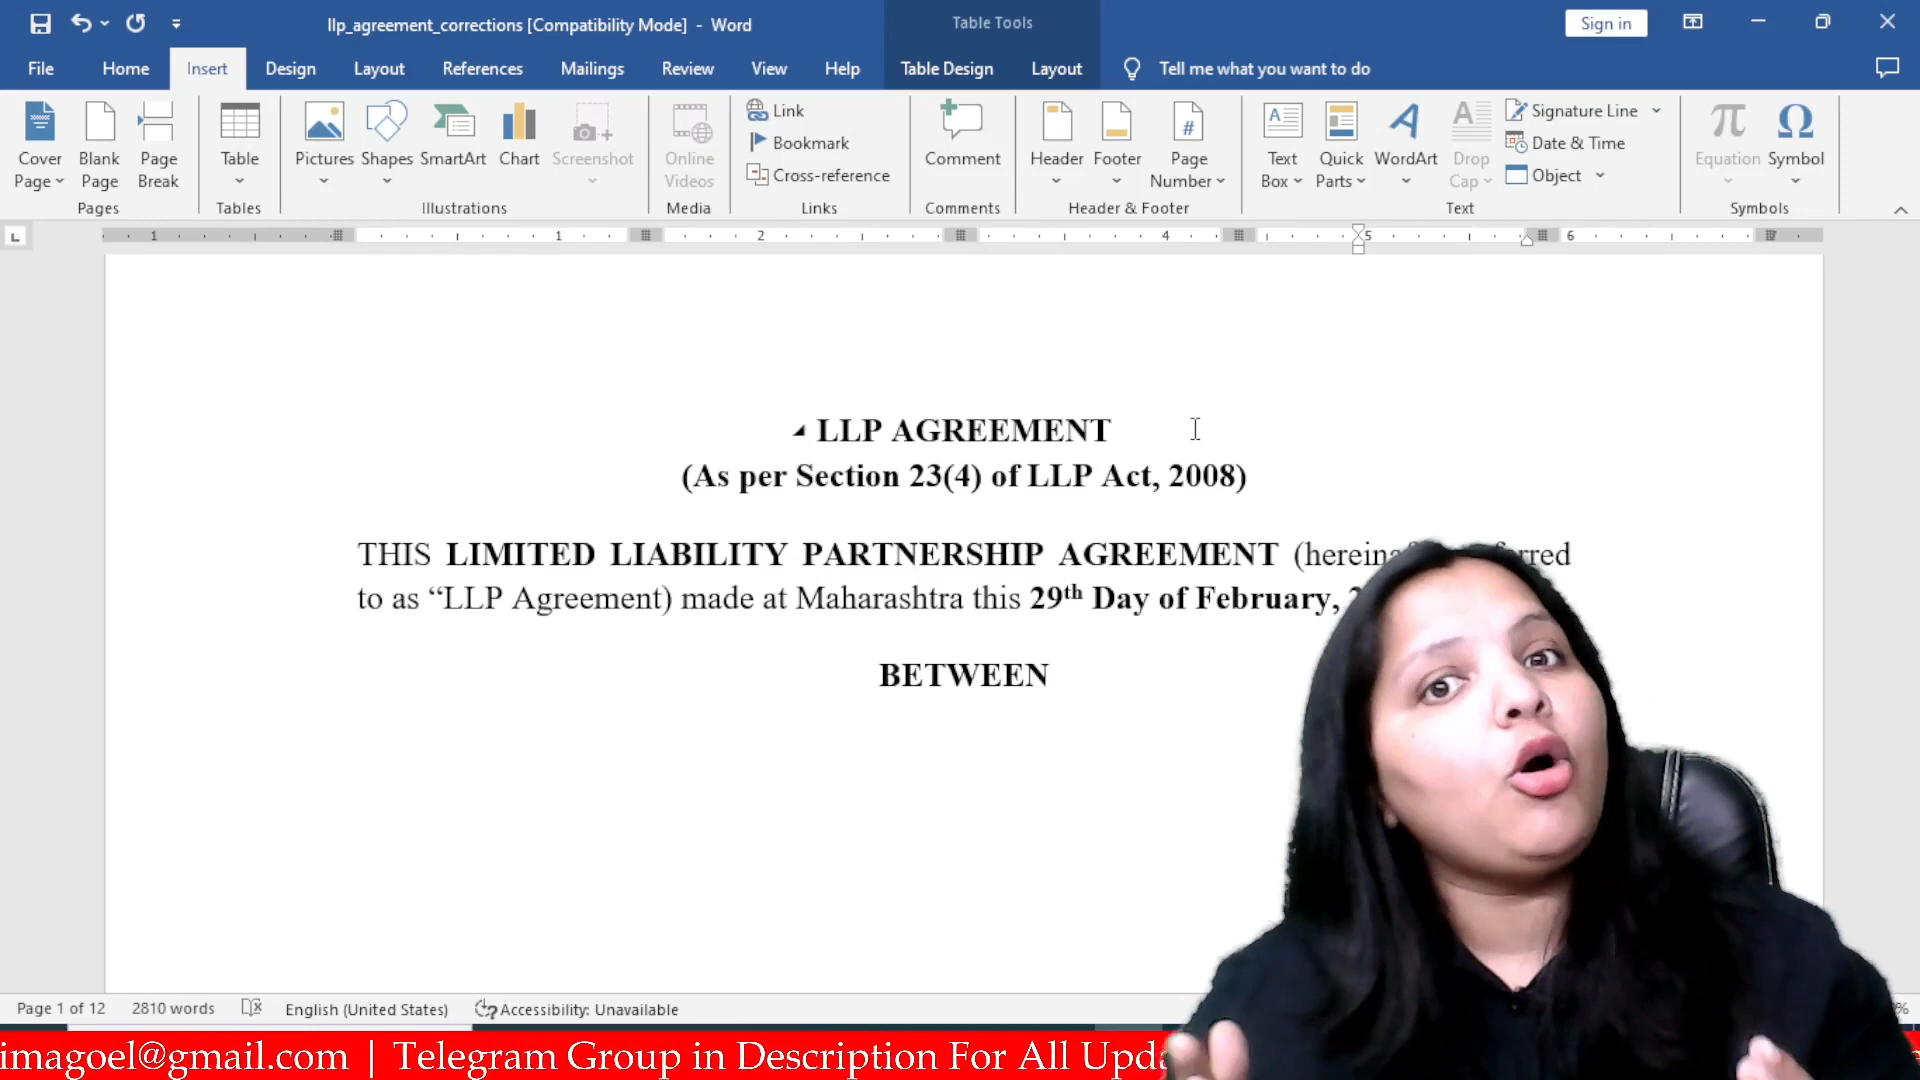 llp_agreement_corrections [Compatibility Mode] - Word
Table Tools
Sign in
File Home Insert Design Layout References Mailings Review View Help Table Design Layout Tell me what you want to do
Cover Page
Blank Page
Page Break
Pages
Table
Tables
Pictures
Shapes
SmartArt
Chart
Screenshot
Illustrations
Online Videos
Media
Link
Bookmark
Cross-reference
Links
Comment
Comments
Header
Footer
Page Number
Header & Footer
Text Box
Quick Parts
WordArt
Drop Cap
Signature Line
Date & Time
Object
Text
Equation
Symbol
Symbols
1 1 2 4 5 6
LLP AGREEMENT
(As per Section 23(4) of LLP Act, 2008)
THIS LIMITED LIABILITY PARTNERSHIP AGREEMENT
to as “LLP Agreement) made at Maharashtra this 29th Day of February,
BETWEEN
Page 1 of 12 2810 words English (United States) Accessibility: Unavailable
imagoel@gmail.com | Telegram Group in Description For All